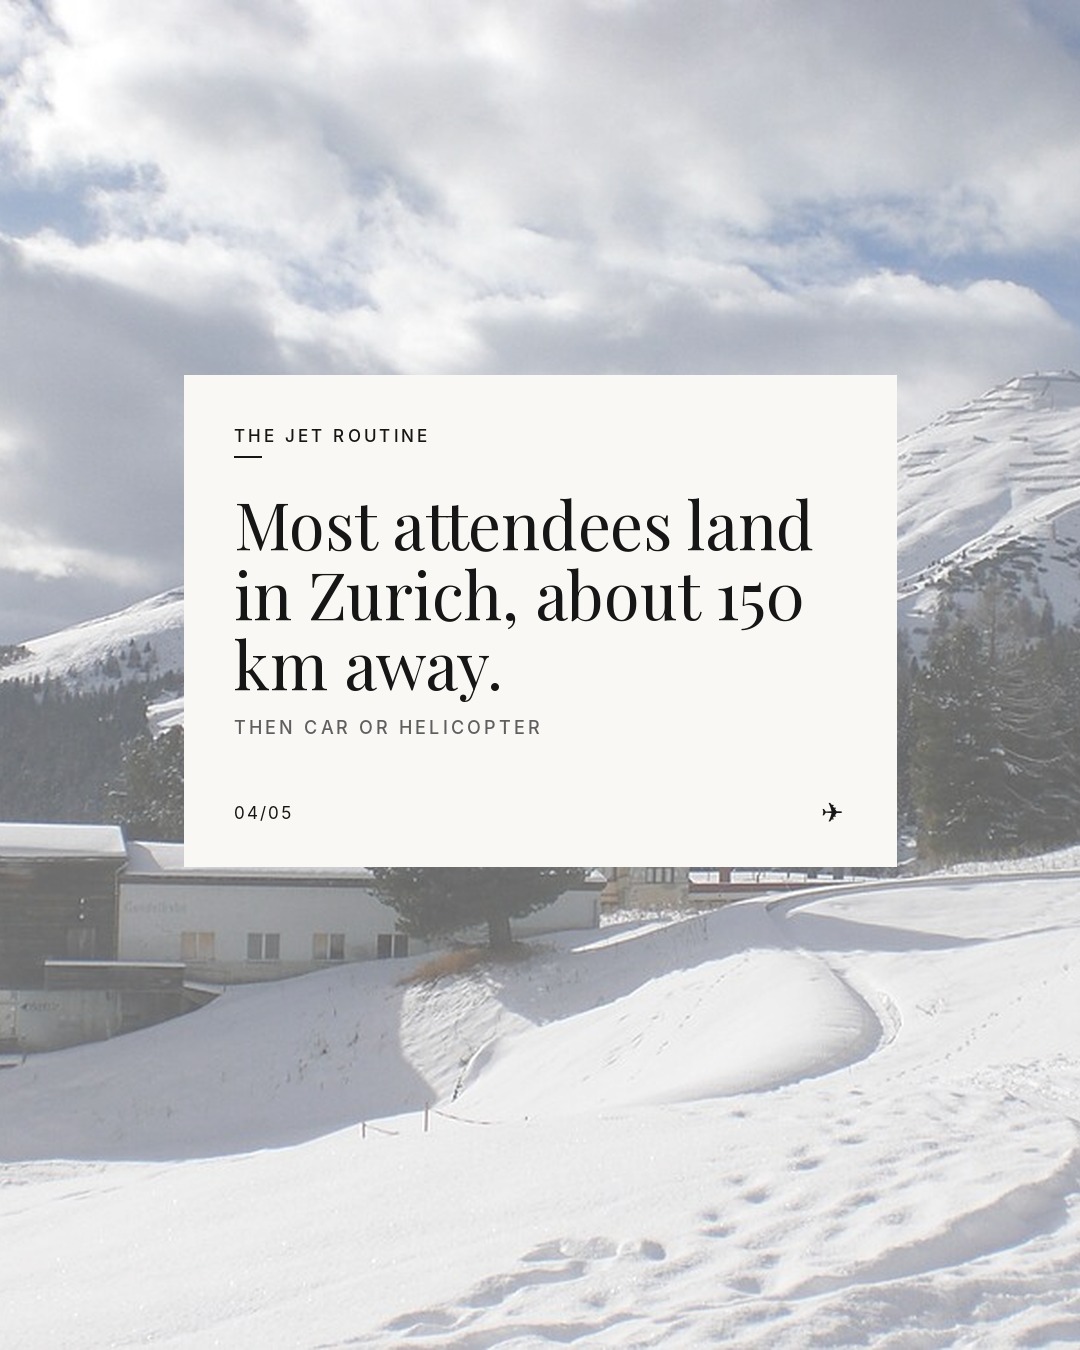 THE JET ROUTINE
Most attendees land
in Zurich, about 150
km away.
THEN CAR OR HELICOPTER
04/05